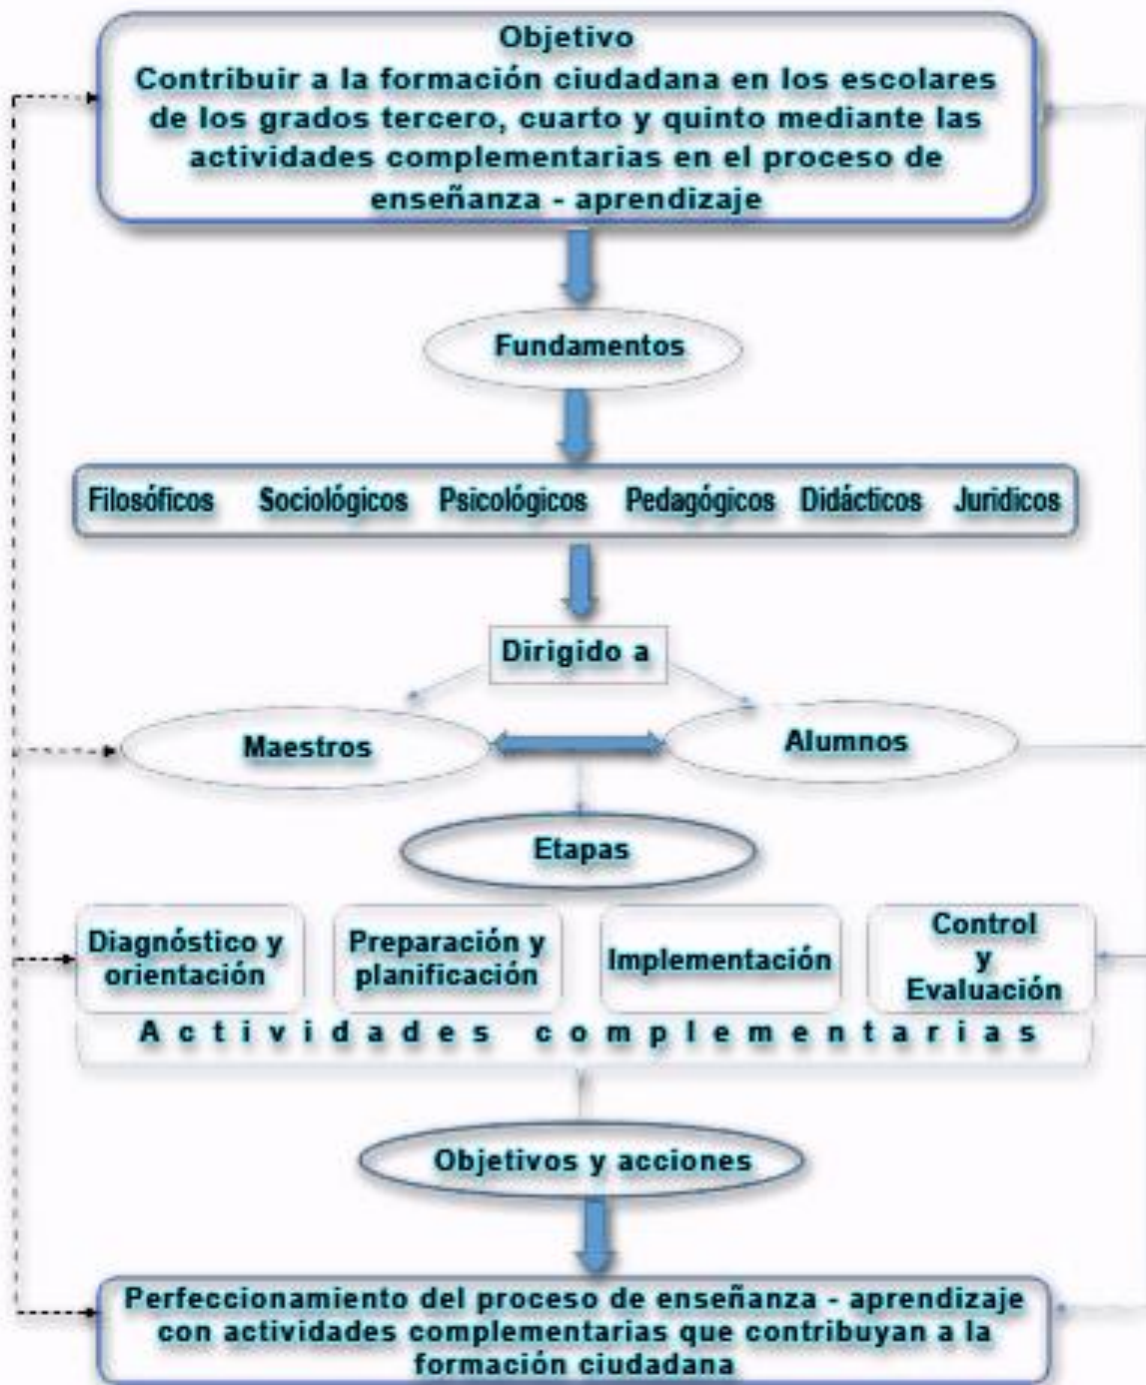 Objetivo
Contribuir a la formación ciudadana en los escolares
de los grados tercero, cuarto y quinto mediante las
actividades complementarias en el proceso de
enseñanza - aprendizaje
Fundamentos
Filosóficos Sociológicos Psicológicos Pedagógicos Didácticos Juridicos
Dirigido a
Maestros
Alumnos
Etapas
Diagnóstico y
orientación
Preparación y
planificación
Implementación
Control
y
Evaluación
Actividades complementarias
Objetivos y acciones
Perfeccionamiento del proceso de enseñanza - aprendizaje
con actividades complementarias que contribuyan a la
formación ciudadana